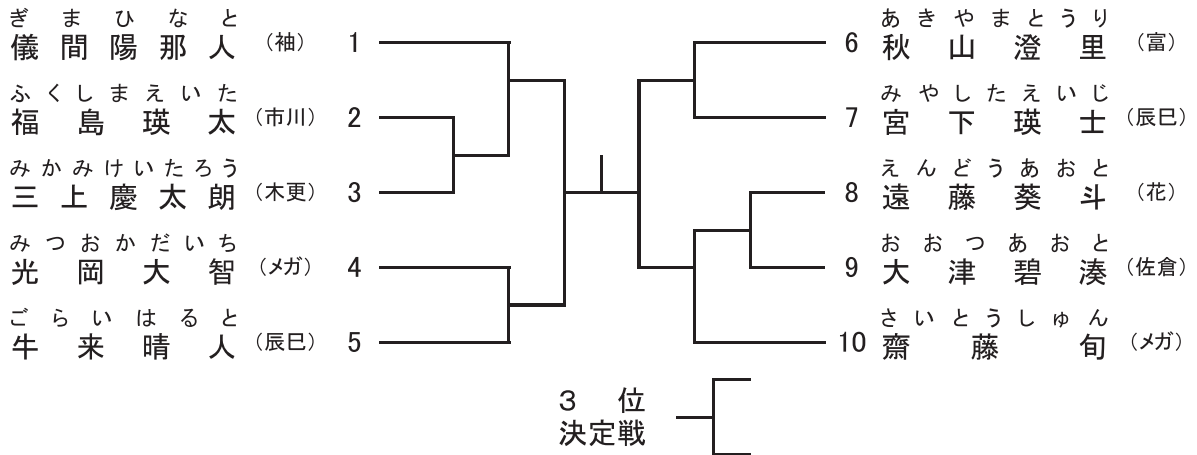 ぎまひなと
儀間陽那人 (袖) 1
ふくしまえいた
福島瑛太 (市川) 2
みかみけいたろう
三上慶太朗 (木更) 3
みつおかだいち
光岡大智 (メガ) 4
ごらいはると
牛来晴人 (辰巳) 5
あきやまとうり
6 秋山澄里 (富)
みやしたえいじ
7 宮下瑛士 (辰巳)
えんどうあおと
8 遠藤葵斗 (花)
おおつあおと
9 大津碧湊 (佐倉)
さいとうしゅん
10 齋藤旬 (メガ)
3位
決定戦